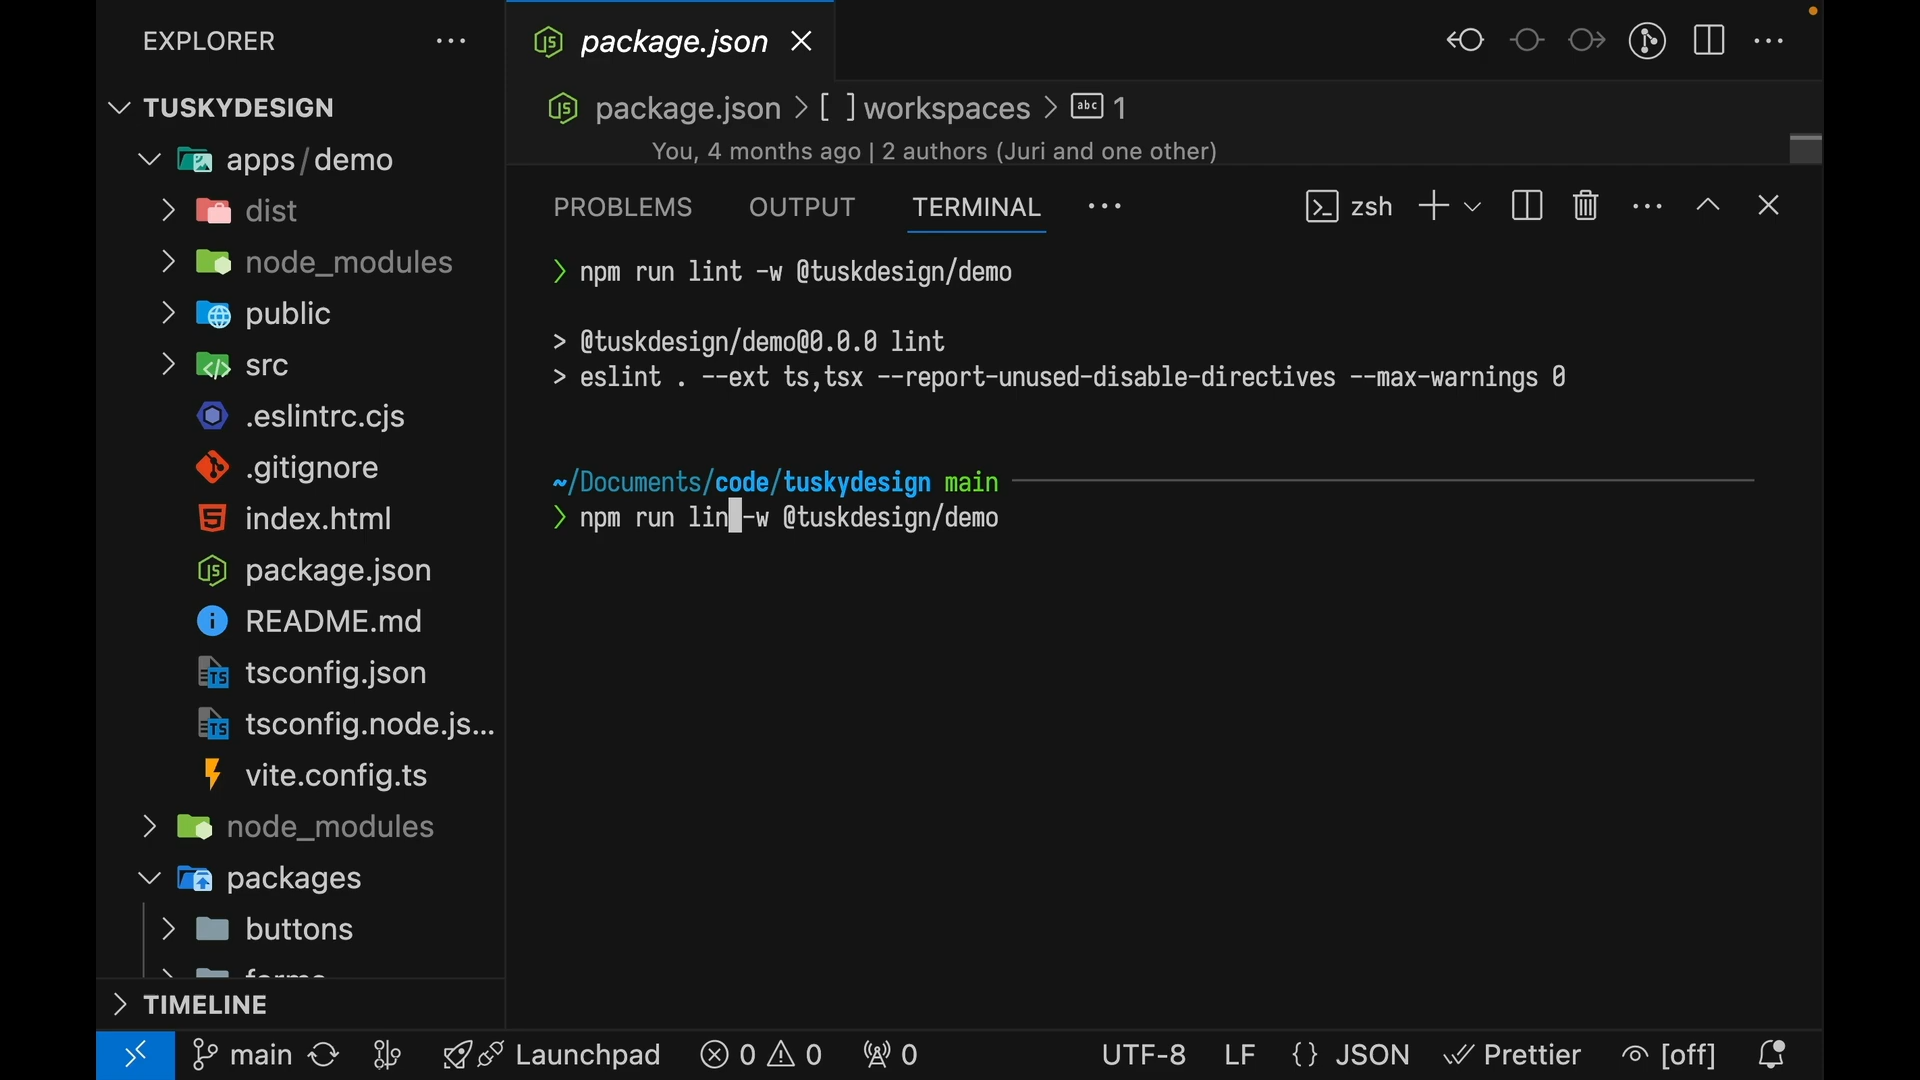 EXPLORER
TUSKYDESIGN
apps/demo
dist
node_modules
public
src
.eslintrc.cjs
.gitignore
index.html
package.json
README.md
tsconfig.json
tsconfig.node.js...
vite.config.ts
node_modules
packages
buttons
forms
TIMELINE
package.json
package.json > [ ] workspaces > abc 1
You, 4 months ago | 2 authors (Juri and one other)
PROBLEMS OUTPUT TERMINAL ... zsh
> npm run lint -w @tuskdesign/demo
> @tuskdesign/demo@0.0.0 lint
> eslint . --ext ts,tsx --report-unused-disable-directives --max-warnings 0
~/Documents/code/tuskydesign main
> npm run lin -w @tuskdesign/demo
main Launchpad 0 0 0 UTF-8 LF {} JSON Prettier [off]